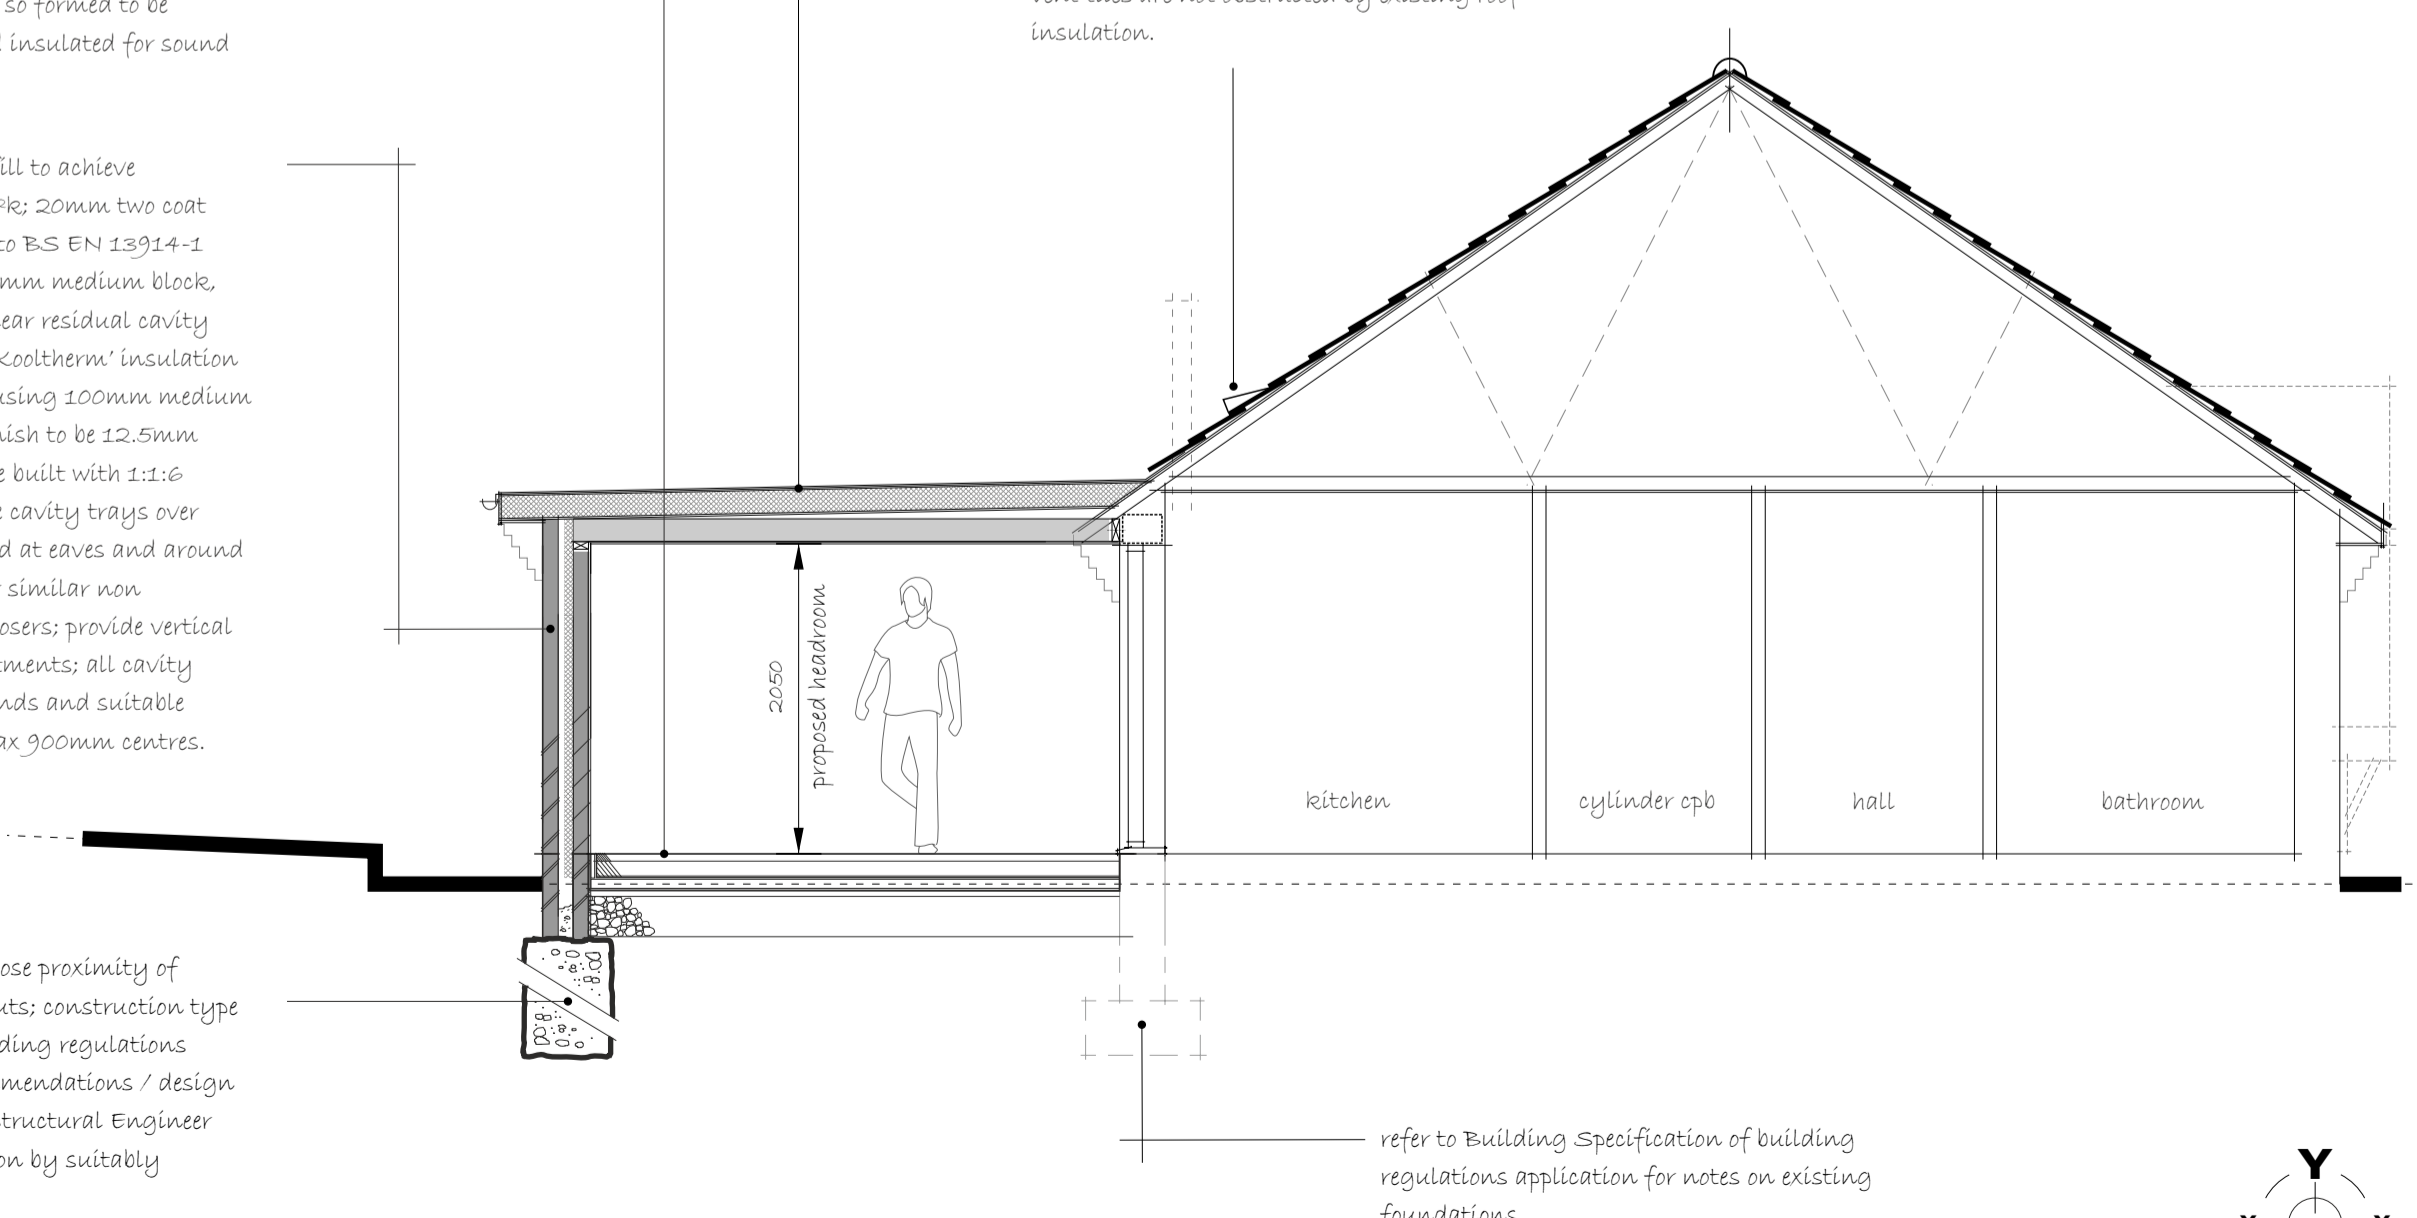 so formed to be
insulated for sound
insulation.
ill to achieve
k; 20mm two coat
to BS EN 13914-1
mm medium block,
ear residual cavity
Kooltherm' insulation
using 100mm medium
nish to be 12.5mm
e built with 1:1:6
e cavity trays over
d at eaves and around
similar non
osers; provide vertical
tments; all cavity
nds and suitable
ax 900mm centres.
2050
proposed headroom
kitchen
cylinder cpb
hall
bathroom
ose proximity of
uts; construction type
ding regulations
mendations / design
tructural Engineer
on by suitably
refer to Building Specification of building
regulations application for notes on existing
foundations
Y